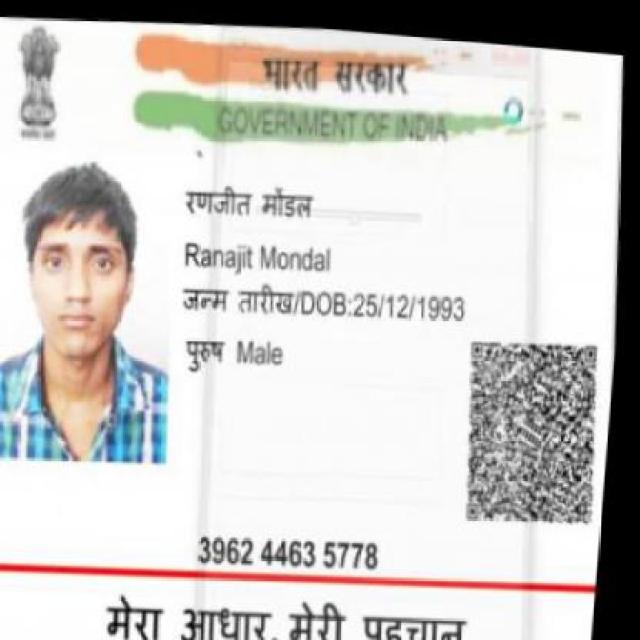 भारत सरकार
GOVERNMENT OF INDIA
रणजीत मोंडल
Ranajit Mondal
जन्म तारीख/DOB:25/12/1993
पुरुष Male
3962 4463 5778
मेरा आधार, मेरी पहचान